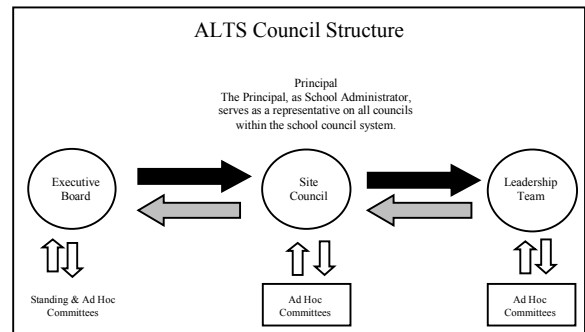 ALTS Council Structure
Principal
The Principal, as School Administrator,
serves as a representative on all councils
within the school council system.
Executive
Board
Site
Council
Leadership
Team
Standing & Ad Hoc
Committees
Ad Hoc
Committees
Ad Hoc
Committees